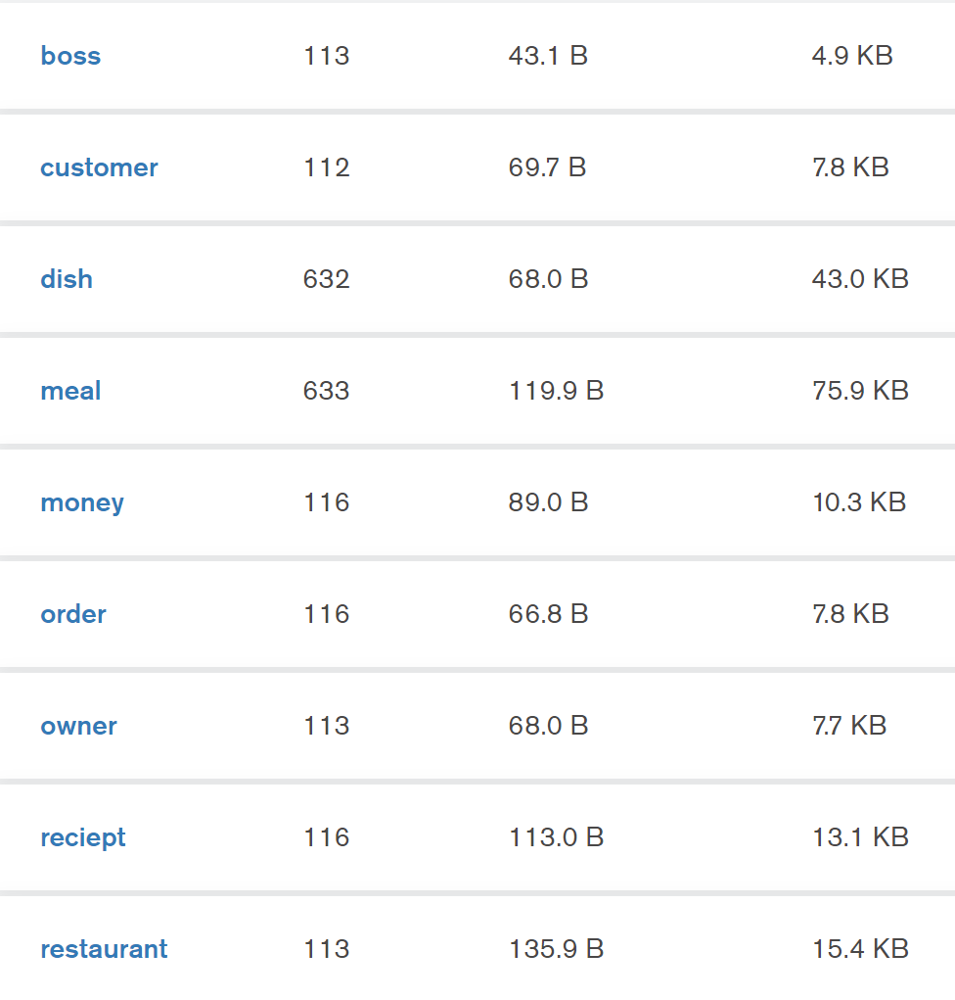 boss 113 43.1 B 4.9 KB
customer 112 69.7 B 7.8 KB
dish 632 68.0 B 43.0 KB
meal 633 119.9 B 75.9 KB
money 116 89.0 B 10.3 KB
order 116 66.8 B 7.8 KB
owner 113 68.0 B 7.7 KB
reciept 116 113.0 B 13.1 KB
restaurant 113 135.9 B 15.4 KB